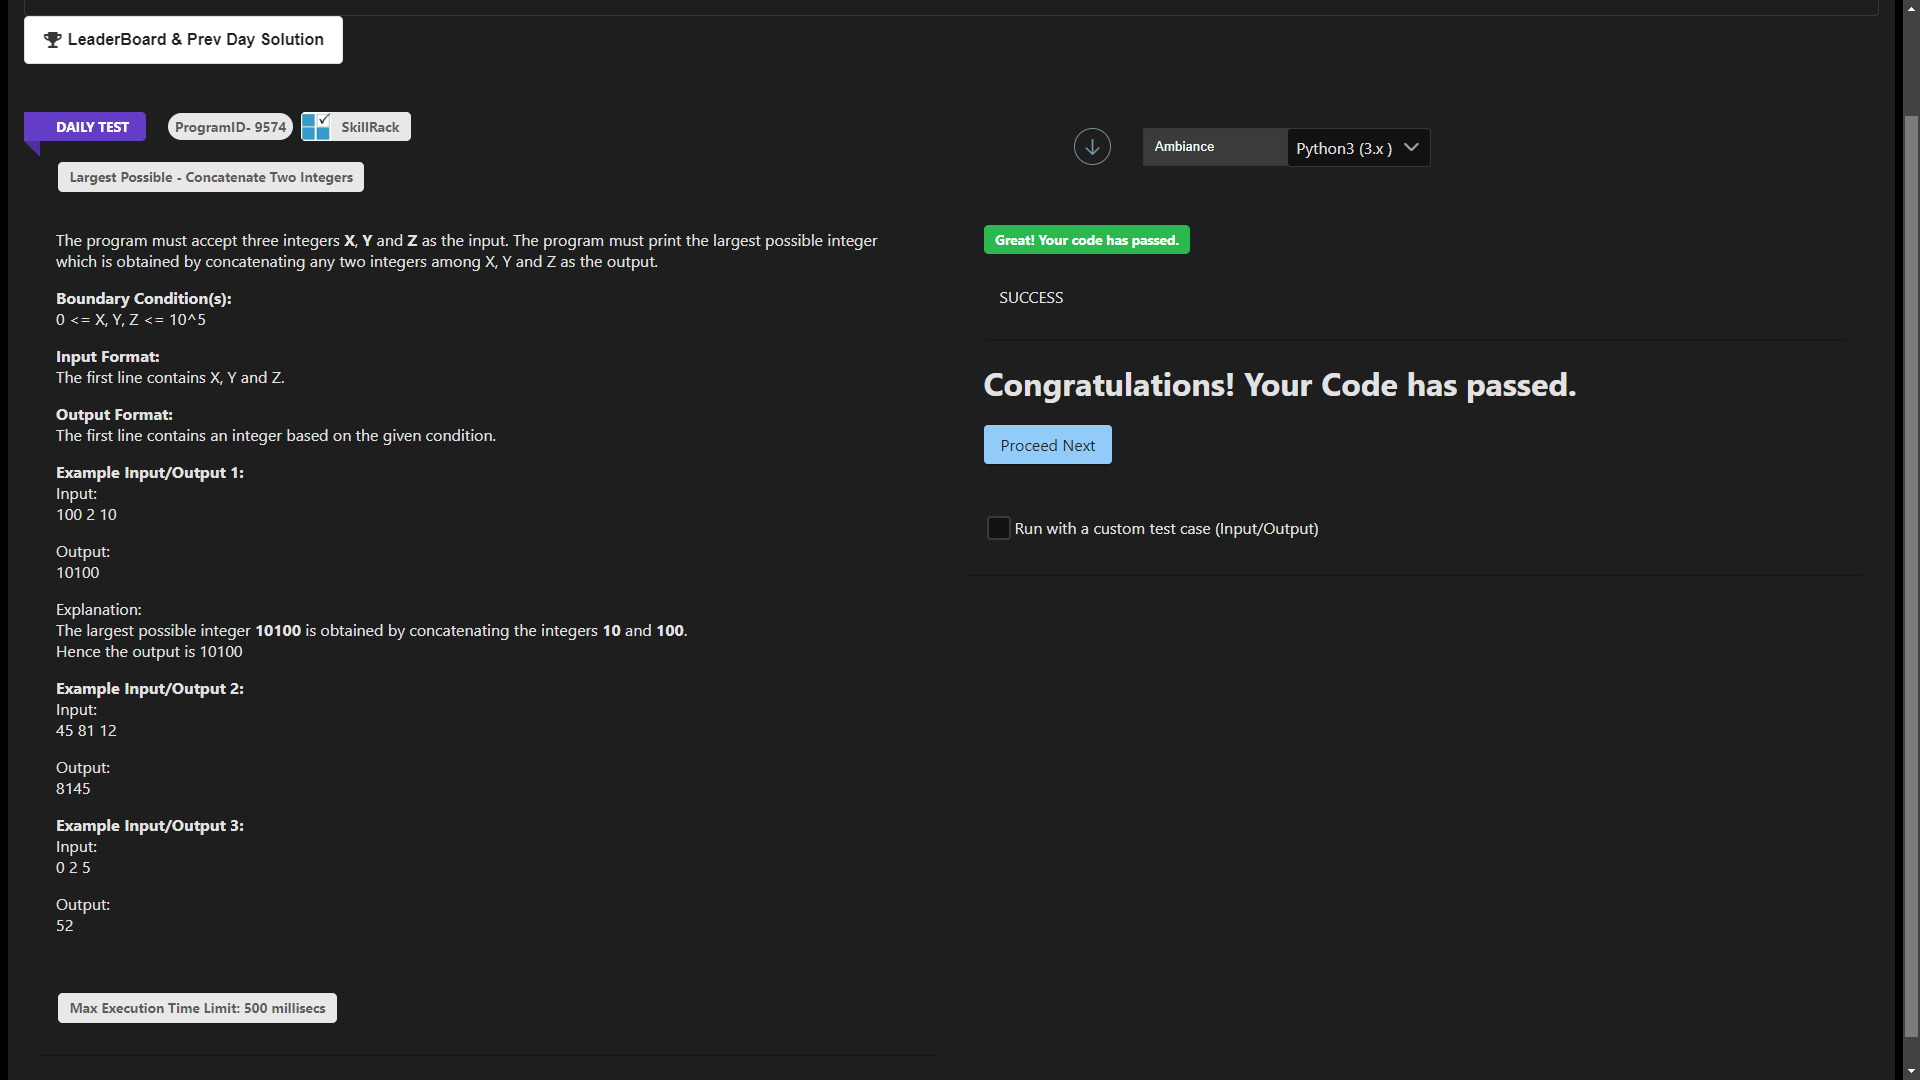 LeaderBoard & Prev Day Solution
DAILY TEST
ProgramID- 9574
SkillRack
Ambiance
Python3 (3.x )
Largest Possible - Concatenate Two Integers
The program must accept three integers X, Y and Z as the input. The program must print the largest possible integer
which is obtained by concatenating any two integers among X, Y and Z as the output.
Boundary Condition(s):
0 <= X, Y, Z <= 10^5
Input Format:
The first line contains X, Y and Z.
Output Format:
The first line contains an integer based on the given condition.
Example Input/Output 1:
Input:
100 2 10
Output:
10100
Explanation:
The largest possible integer 10100 is obtained by concatenating the integers 10 and 100.
Hence the output is 10100
Example Input/Output 2:
Input:
45 81 12
Output:
8145
Example Input/Output 3:
Input:
0 2 5
Output:
52
Max Execution Time Limit: 500 millisecs
Great! Your code has passed.
SUCCESS
Congratulations! Your Code has passed.
Proceed Next
Run with a custom test case (Input/Output)